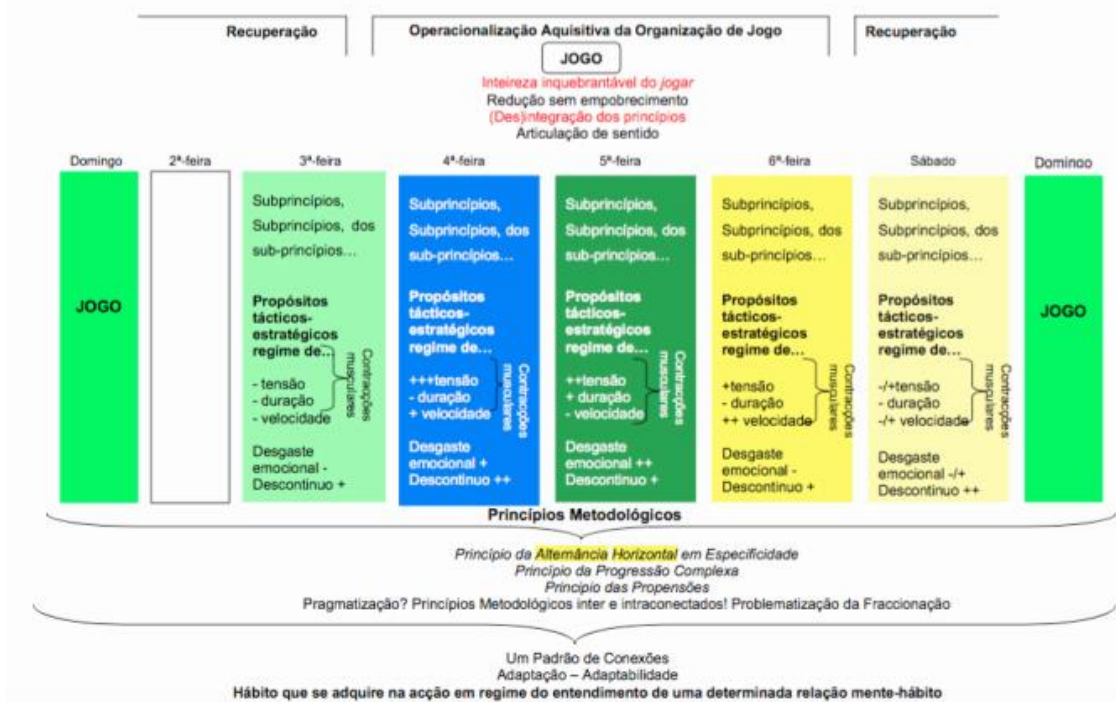 Recuperação
Operacionalização Aquisitiva da Organização de Jogo
Recuperação
JOGO
Inteireza inquebrantável do jogar
Redução sem empobrecimento
(Des)integração dos princípios
Articulação de sentido
Domingo
2ª-feira
3ª-feira
4ª-feira
5ª-feira
6ª-feira
Sábado
Domingo
JOGO
Subprincípios,
Subprincípios, dos
sub-princípios...
Propósitos
tácticos-
estratégicos
regime de...
- tensão
- duração
- velocidade
Contracções
musculares
Desgaste
emocional -
Descontinuo +
Subprincípios,
Subprincípios, dos
sub-princípios...
Propósitos
tácticos-
estratégicos
regime de...
+++tensão
- duração
+ velocidade
Contracções
musculares
Desgaste
emocional +
Descontinuo ++
Subprincípios,
Subprincípios, dos
sub-princípios...
Propósitos
tácticos-
estratégicos
regime de...
++tensão
+ duração
- velocidade
Contracções
musculares
Desgaste
emocional ++
Descontinuo +
Subprincípios,
Subprincípios, dos
sub-princípios...
Propósitos
tácticos-
estratégicos
regime de...
+tensão
- duração
++ velocidade
Contracções
musculares
Desgaste
emocional -
Descontinuo +
Subprincípios,
Subprincípios, dos
sub-princípios...
Propósitos
tácticos-
estratégicos
regime de...
-/+tensão
- duração
-/+ velocidade
Contracções
musculares
Desgaste
emocional -/+
Descontinuo ++
JOGO
Princípios Metodológicos
Princípio da Alternância Horizontal em Especificidade
Princípio da Progressão Complexa
Principio das Propensões
Pragmatização? Princípios Metodológicos inter e intraconectados! Problematização da Fraccionação
Um Padrão de Conexões
Adaptação – Adaptabilidade
Hábito que se adquire na acção em regime do entendimento de uma determinada relação mente-hábito